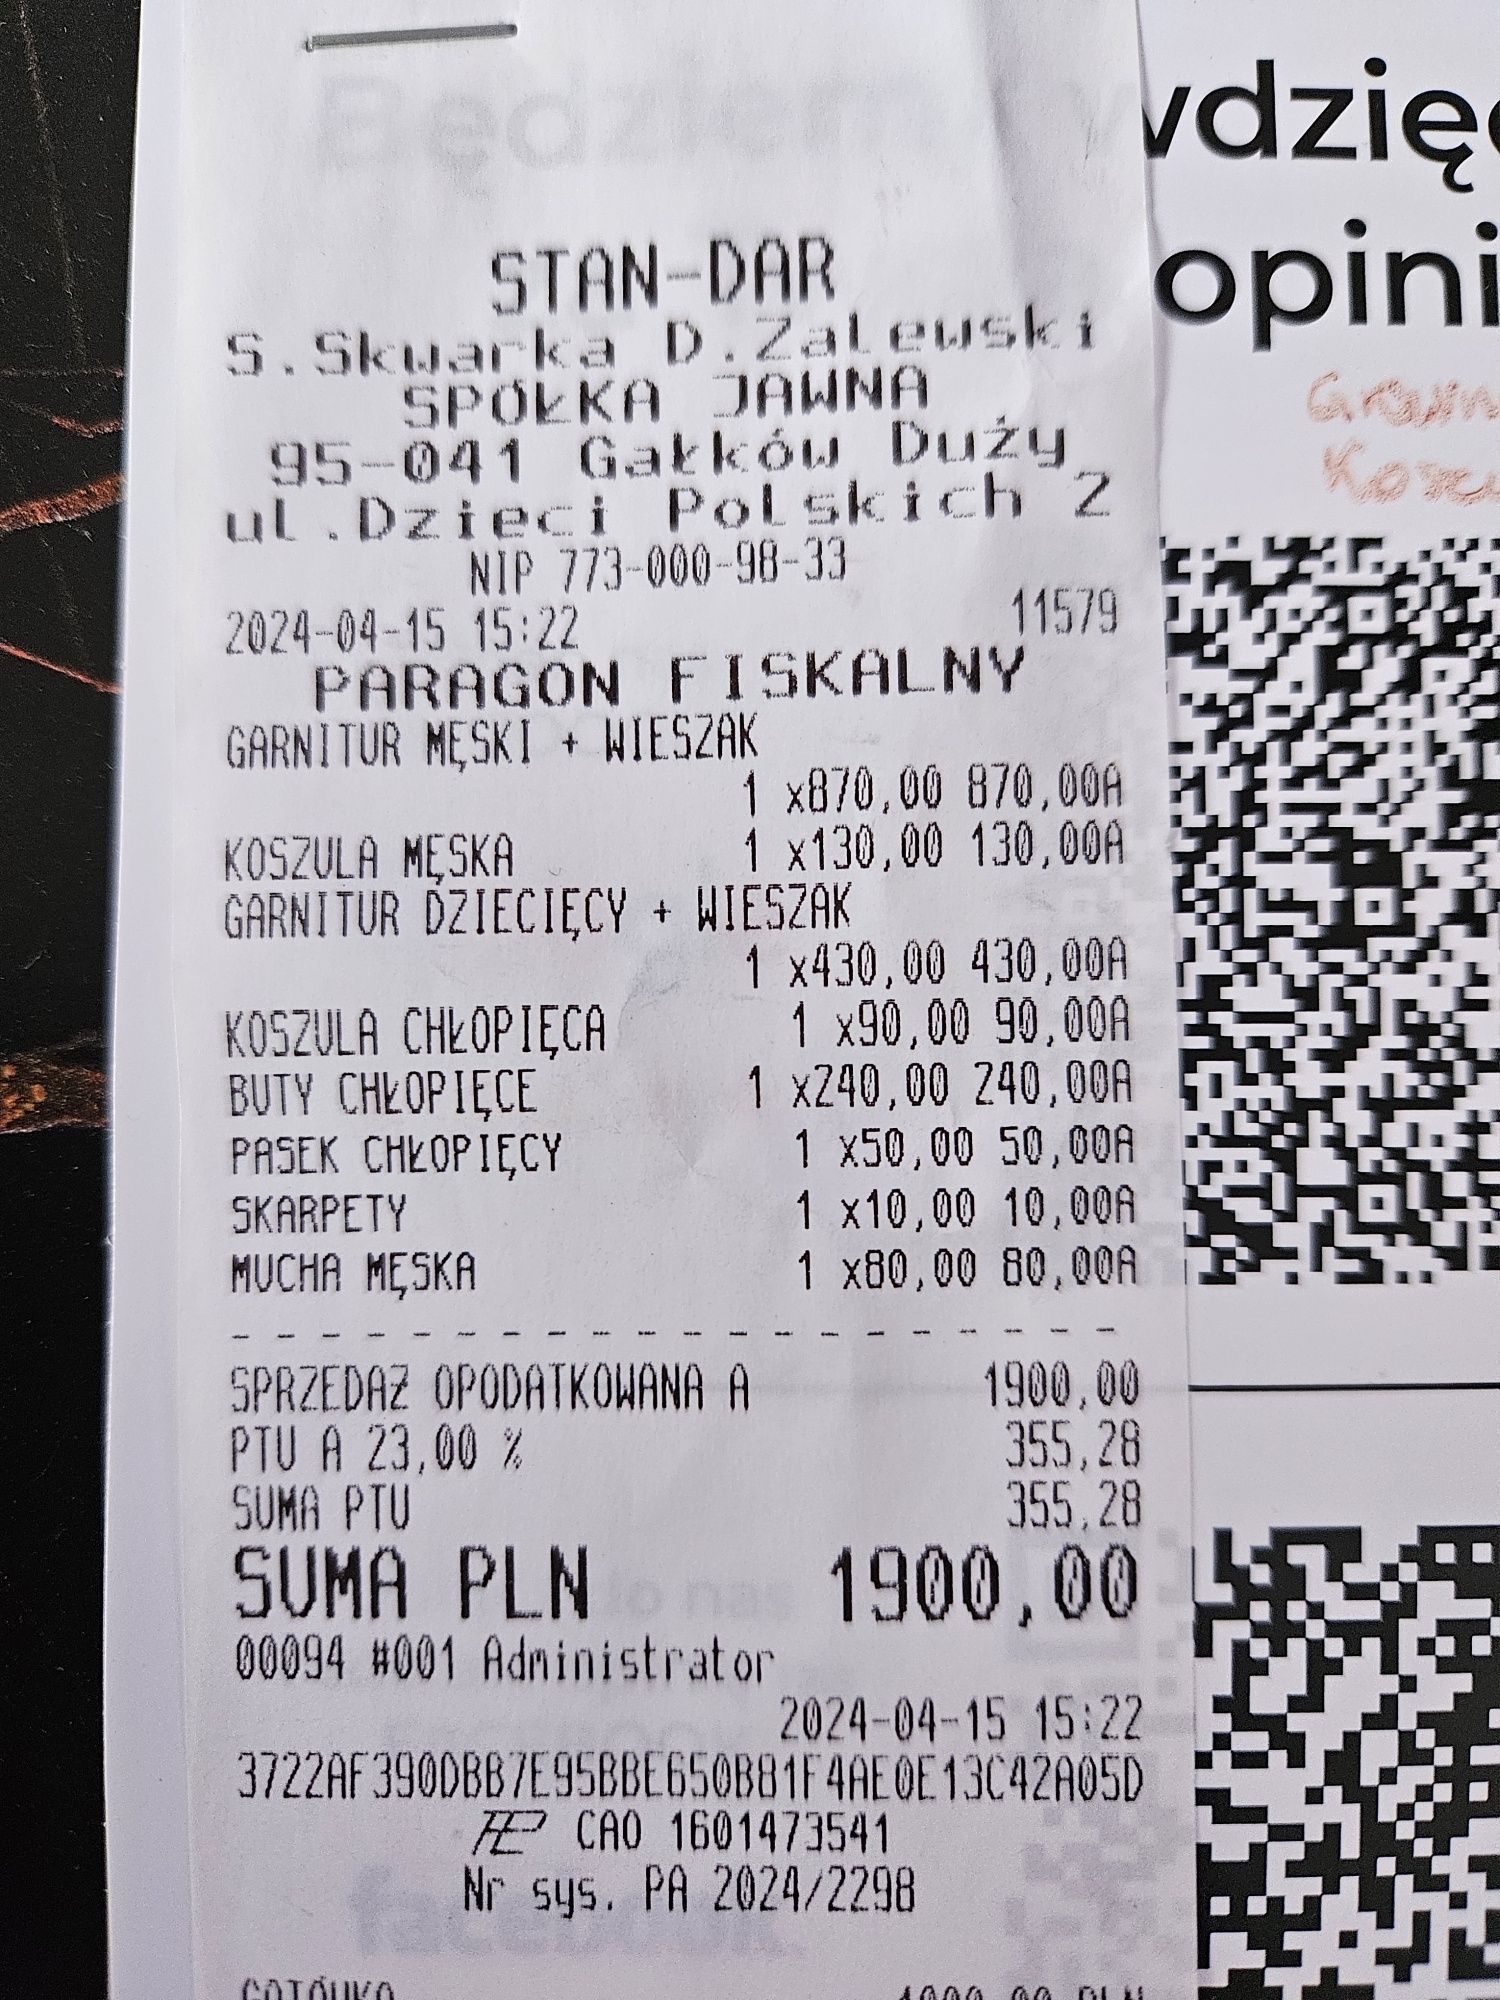 STAN-DAR
S.Skwarka D.Zalewski
SPÓŁKA JAWNA
95-041 Gałków Duży
ul.Dzieci Polskich 2
NIP 773-000-98-33
2024-04-15 15:22 11579
PARAGON FISKALNY
GARNITUR MĘSKI + WIESZAK
1 x870,00 870,00A
KOSZULA MĘSKA 1 x130,00 130,00A
GARNITUR DZIECIĘCY + WIESZAK
1 x430,00 430,00A
KOSZULA CHŁOPIĘCA 1 x90,00 90,00A
BUTY CHŁOPIĘCE 1 x240,00 240,00A
PASEK CHŁOPIĘCY 1 x50,00 50,00A
SKARPETY 1 x10,00 10,00A
MUCHA MĘSKA 1 x80,00 80,00A
SPRZEDAŻ OPODATKOWANA A 1900,00
PTU A 23,00 % 355,28
SUMA PTU 355,28
SUMA PLN 1900,00
00094 #001 Administrator
2024-04-15 15:22
3722AF390DBB7E95BBE650B81F4AE0E13C42A05D
CAO 1601473541
Nr sys. PA 2024/2298
GOTÓWKA 1900,00 PLN
opini